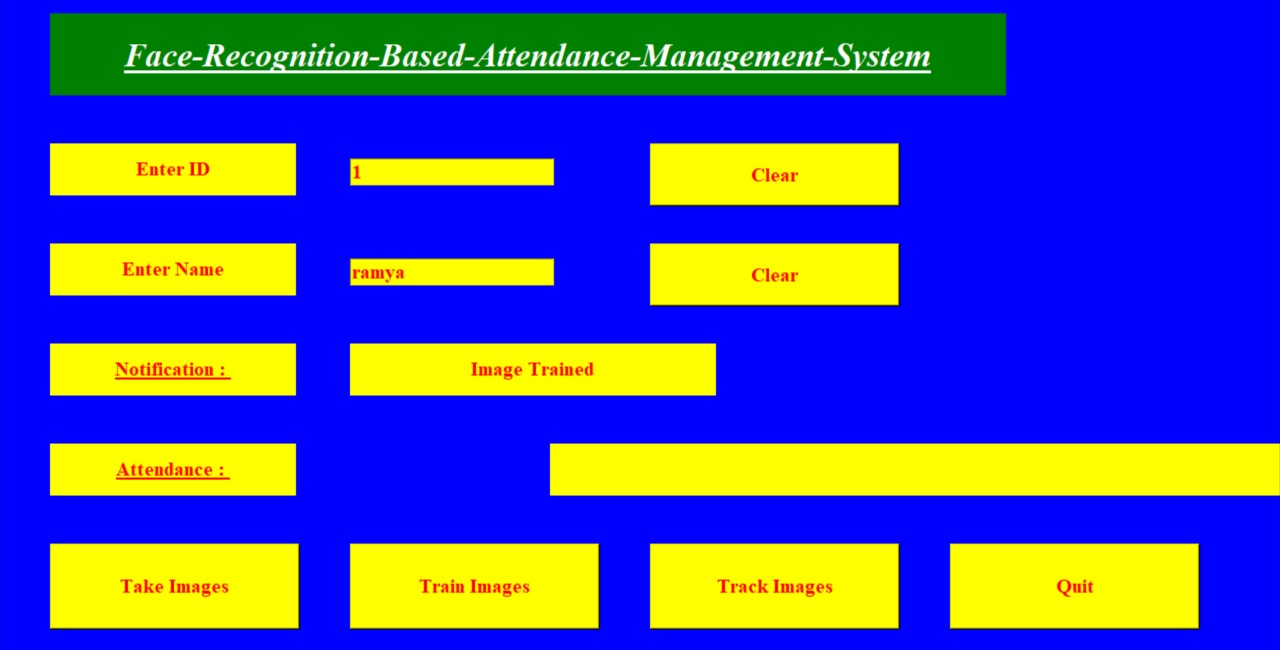 Face-Recognition-Based-Attendance-Management-System
Enter ID
1
Clear
Enter Name
ramya
Clear
Notification :
Image Trained
Attendance :
Take Images
Train Images
Track Images
Quit